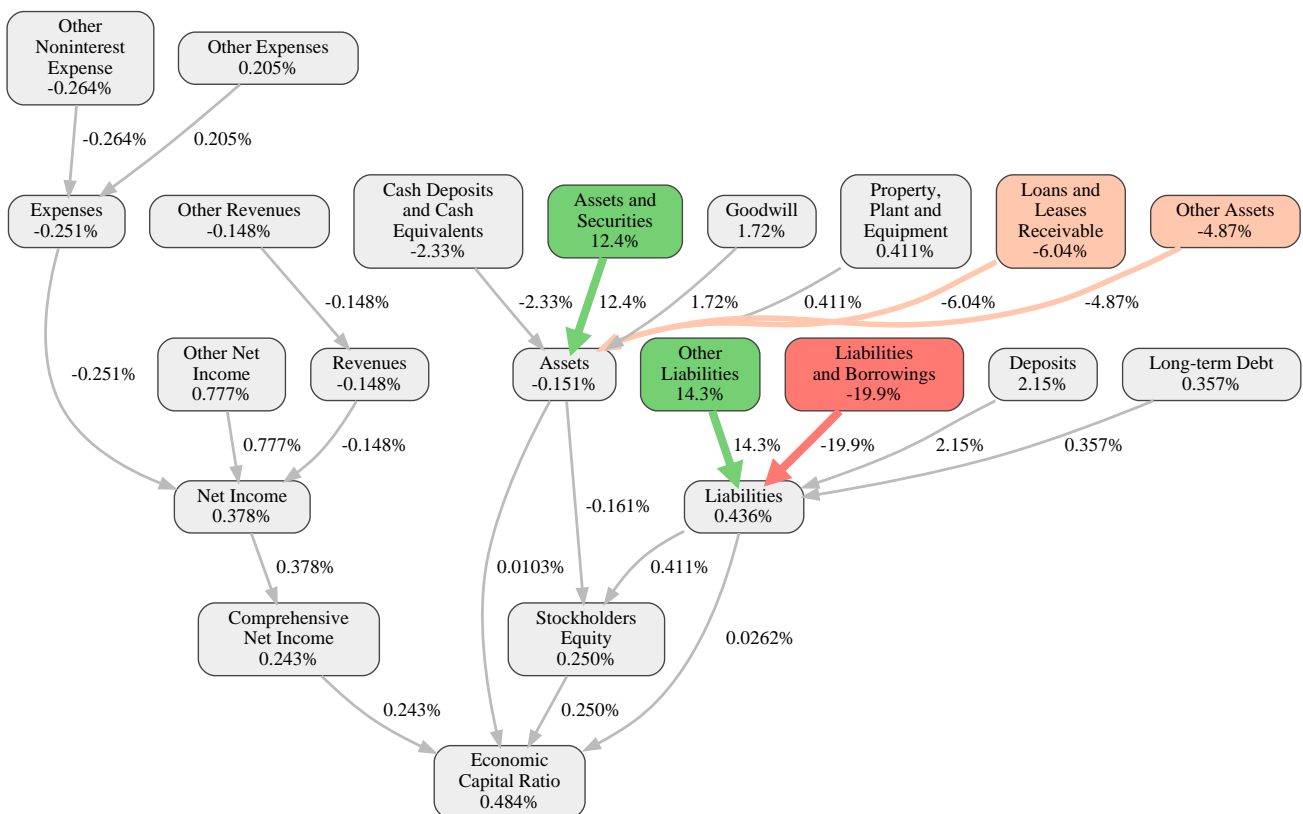 Other
Noninterest
Expense
-0.264%
Other Expenses
0.205%
-0.264%
0.205%
Expenses
-0.251%
Other Revenues
-0.148%
Cash Deposits
and Cash
Equivalents
-2.33%
Assets and
Securities
12.4%
Goodwill
1.72%
Property,
Plant and
Equipment
0.411%
Loans and
Leases
Receivable
-6.04%
Other Assets
-4.87%
-0.148%
-2.33%
12.4%
1.72%
0.411%
-6.04%
-4.87%
-0.251%
Other Net
Income
0.777%
Revenues
-0.148%
Assets
-0.151%
Other
Liabilities
14.3%
Liabilities
and Borrowings
-19.9%
Deposits
2.15%
Long-term Debt
0.357%
0.777%
-0.148%
14.3%
-19.9%
2.15%
0.357%
Net Income
0.378%
-0.161%
Liabilities
0.436%
0.378%
0.0103%
0.411%
Comprehensive
Net Income
0.243%
Stockholders
Equity
0.250%
0.0262%
0.243%
0.250%
Economic
Capital Ratio
0.484%